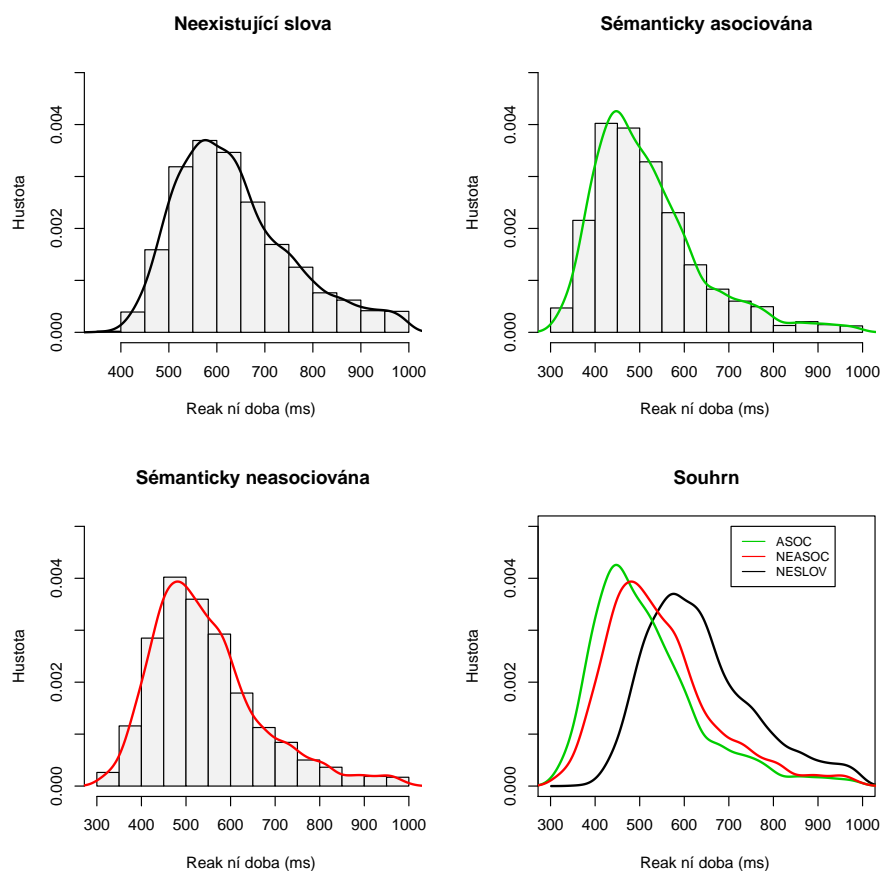 Neexistující slova
Hustota
0.000
0.002
0.004
400 500 600 700 800 900 1000
Reak ní doba (ms)
Sémanticky asociována
Hustota
0.000
0.002
0.004
300 400 500 600 700 800 900 1000
Reak ní doba (ms)
Sémanticky neasociována
Hustota
0.000
0.002
0.004
300 400 500 600 700 800 900 1000
Reak ní doba (ms)
Souhrn
Hustota
0.000
0.002
0.004
ASOC
NEASOC
NESLOV
300 400 500 600 700 800 900 1000
Reak ní doba (ms)